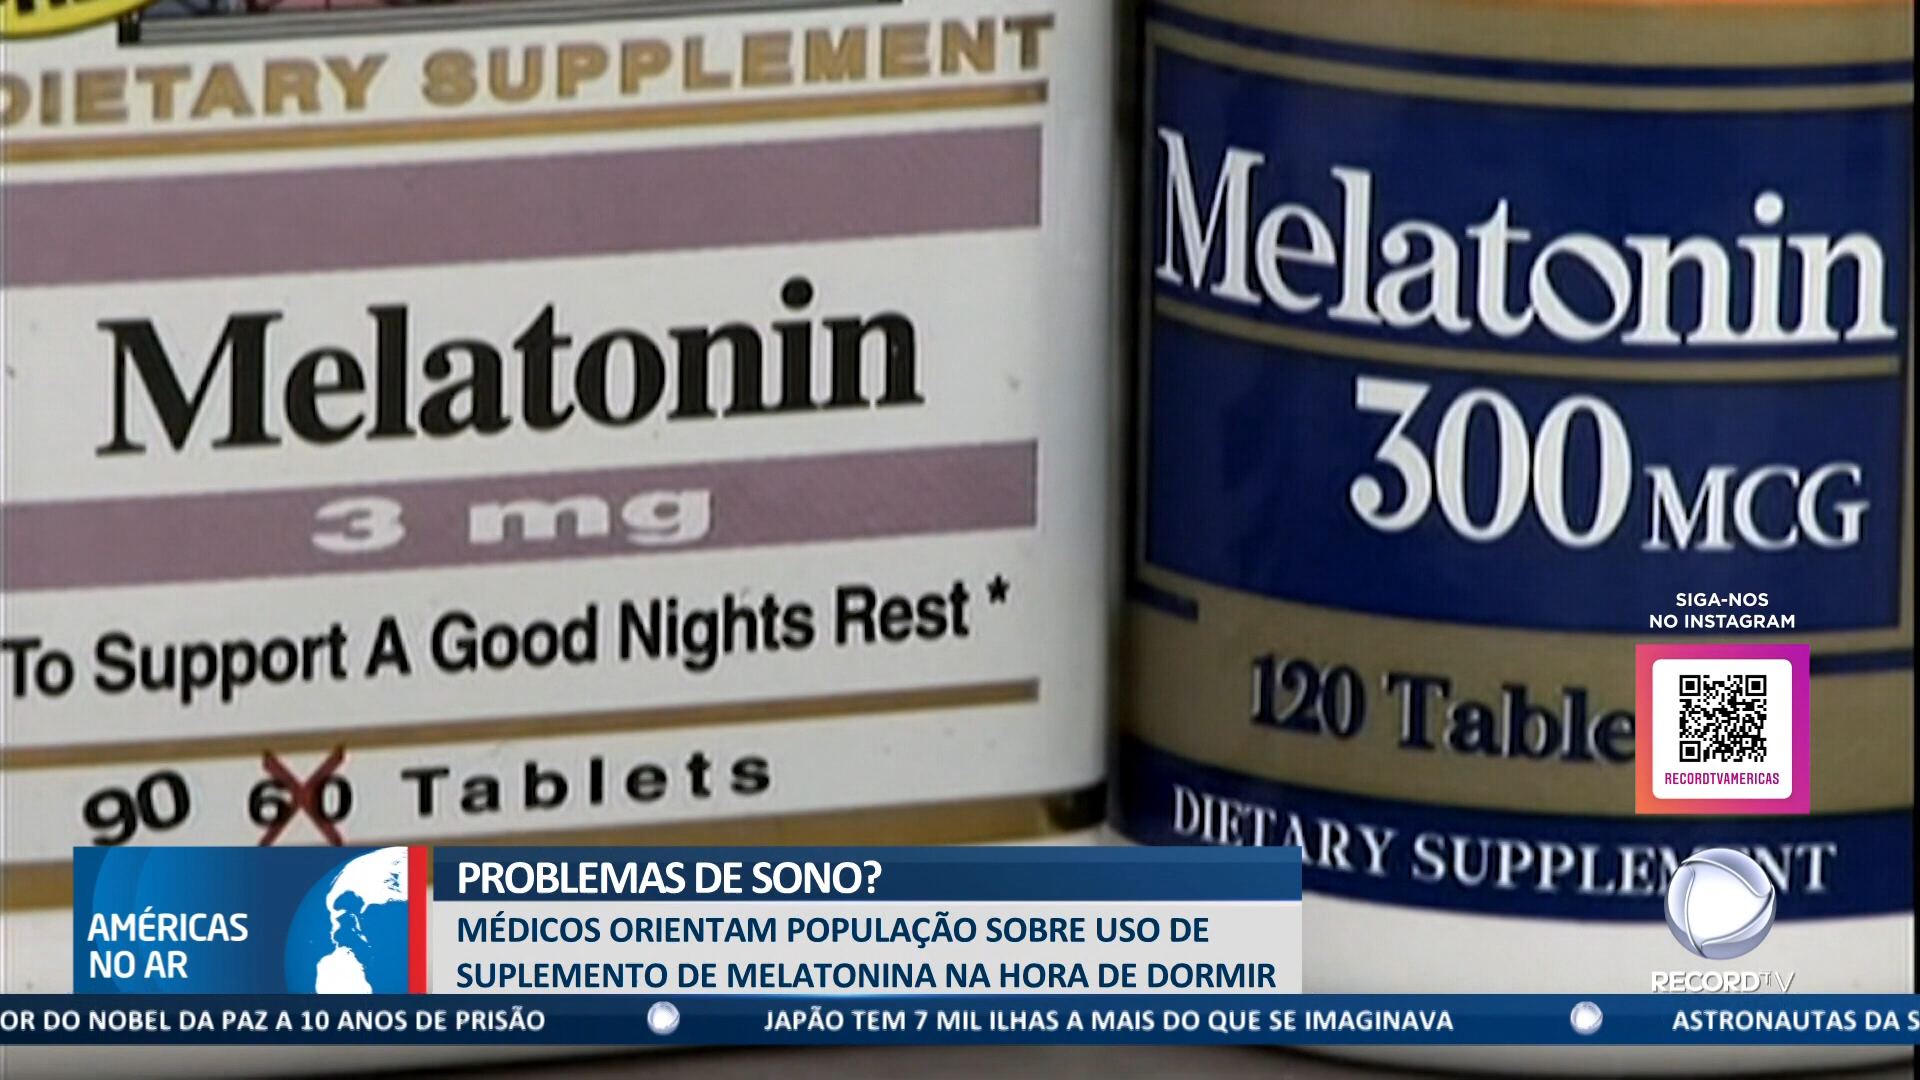 DIETARY SUPPLEMENT
Melatonin
3 mg
To Support A Good Nights Rest *
90 60 Tablets
Melatonin
300 MCG
120 Table
DIETARY SUPPLEMENT
SIGA-NOS
NO INSTAGRAM
RECORDTVAMERICAS
AMÉRICAS
NO AR
PROBLEMAS DE SONO?
MÉDICOS ORIENTAM POPULAÇÃO SOBRE USO DE
SUPLEMENTO DE MELATONINA NA HORA DE DORMIR
RECORD TV
OR DO NOBEL DA PAZ A 10 ANOS DE PRISÃO JAPÃO TEM 7 MIL ILHAS A MAIS DO QUE SE IMAGINAVA ASTRONAUTAS DA S